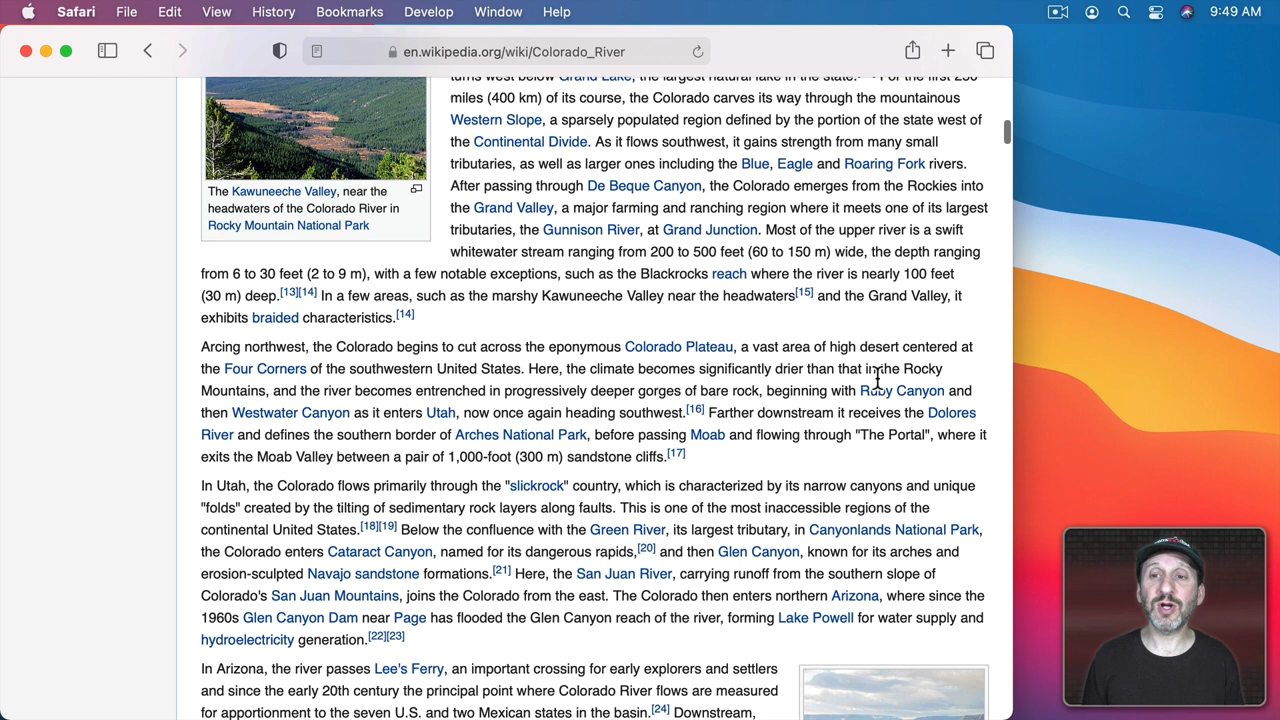 Safari File Edit View History Bookmarks Develop Window Help 9:49 AM
en.wikipedia.org/wiki/Colorado_River
turns west below Grand Lake, the largest natural lake in the state.
For the first 250
miles (400 km) of its course, the Colorado carves its way through the mountainous
Western Slope, a sparsely populated region defined by the portion of the state west of
the Continental Divide. As it flows southwest, it gains strength from many small
tributaries, as well as larger ones including the Blue, Eagle and Roaring Fork rivers.
After passing through De Beque Canyon, the Colorado emerges from the Rockies into
the Grand Valley, a major farming and ranching region where it meets one of its largest
tributaries, the Gunnison River, at Grand Junction. Most of the upper river is a swift
whitewater stream ranging from 200 to 500 feet (60 to 150 m) wide, the depth ranging
The Kawuneeche Valley, near the
headwaters of the Colorado River in
Rocky Mountain National Park
from 6 to 30 feet (2 to 9 m), with a few notable exceptions, such as the Blackrocks reach where the river is nearly 100 feet
(30 m) deep.[13][14] In a few areas, such as the marshy Kawuneeche Valley near the headwaters[15] and the Grand Valley, it
exhibits braided characteristics.[14]
Arcing northwest, the Colorado begins to cut across the eponymous Colorado Plateau, a vast area of high desert centered at
the Four Corners of the southwestern United States. Here, the climate becomes significantly drier than that in the Rocky
Mountains, and the river becomes entrenched in progressively deeper gorges of bare rock, beginning with Ruby Canyon and
then Westwater Canyon as it enters Utah, now once again heading southwest.[16] Farther downstream it receives the Dolores
River and defines the southern border of Arches National Park, before passing Moab and flowing through "The Portal", where it
exits the Moab Valley between a pair of 1,000-foot (300 m) sandstone cliffs.[17]
In Utah, the Colorado flows primarily through the "slickrock" country, which is characterized by its narrow canyons and unique
"folds" created by the tilting of sedimentary rock layers along faults. This is one of the most inaccessible regions of the
continental United States.[18][19] Below the confluence with the Green River, its largest tributary, in Canyonlands National Park,
the Colorado enters Cataract Canyon, named for its dangerous rapids,[20] and then Glen Canyon, known for its arches and
erosion-sculpted Navajo sandstone formations.[21] Here, the San Juan River, carrying runoff from the southern slope of
Colorado's San Juan Mountains, joins the Colorado from the east. The Colorado then enters northern Arizona, where since the
1960s Glen Canyon Dam near Page has flooded the Glen Canyon reach of the river, forming Lake Powell for water supply and
hydroelectricity generation.[22][23]
In Arizona, the river passes Lee's Ferry, an important crossing for early explorers and settlers
and since the early 20th century the principal point where Colorado River flows are measured
for apportionment to the seven U.S. and two Mexican states in the basin.[24] Downstream,